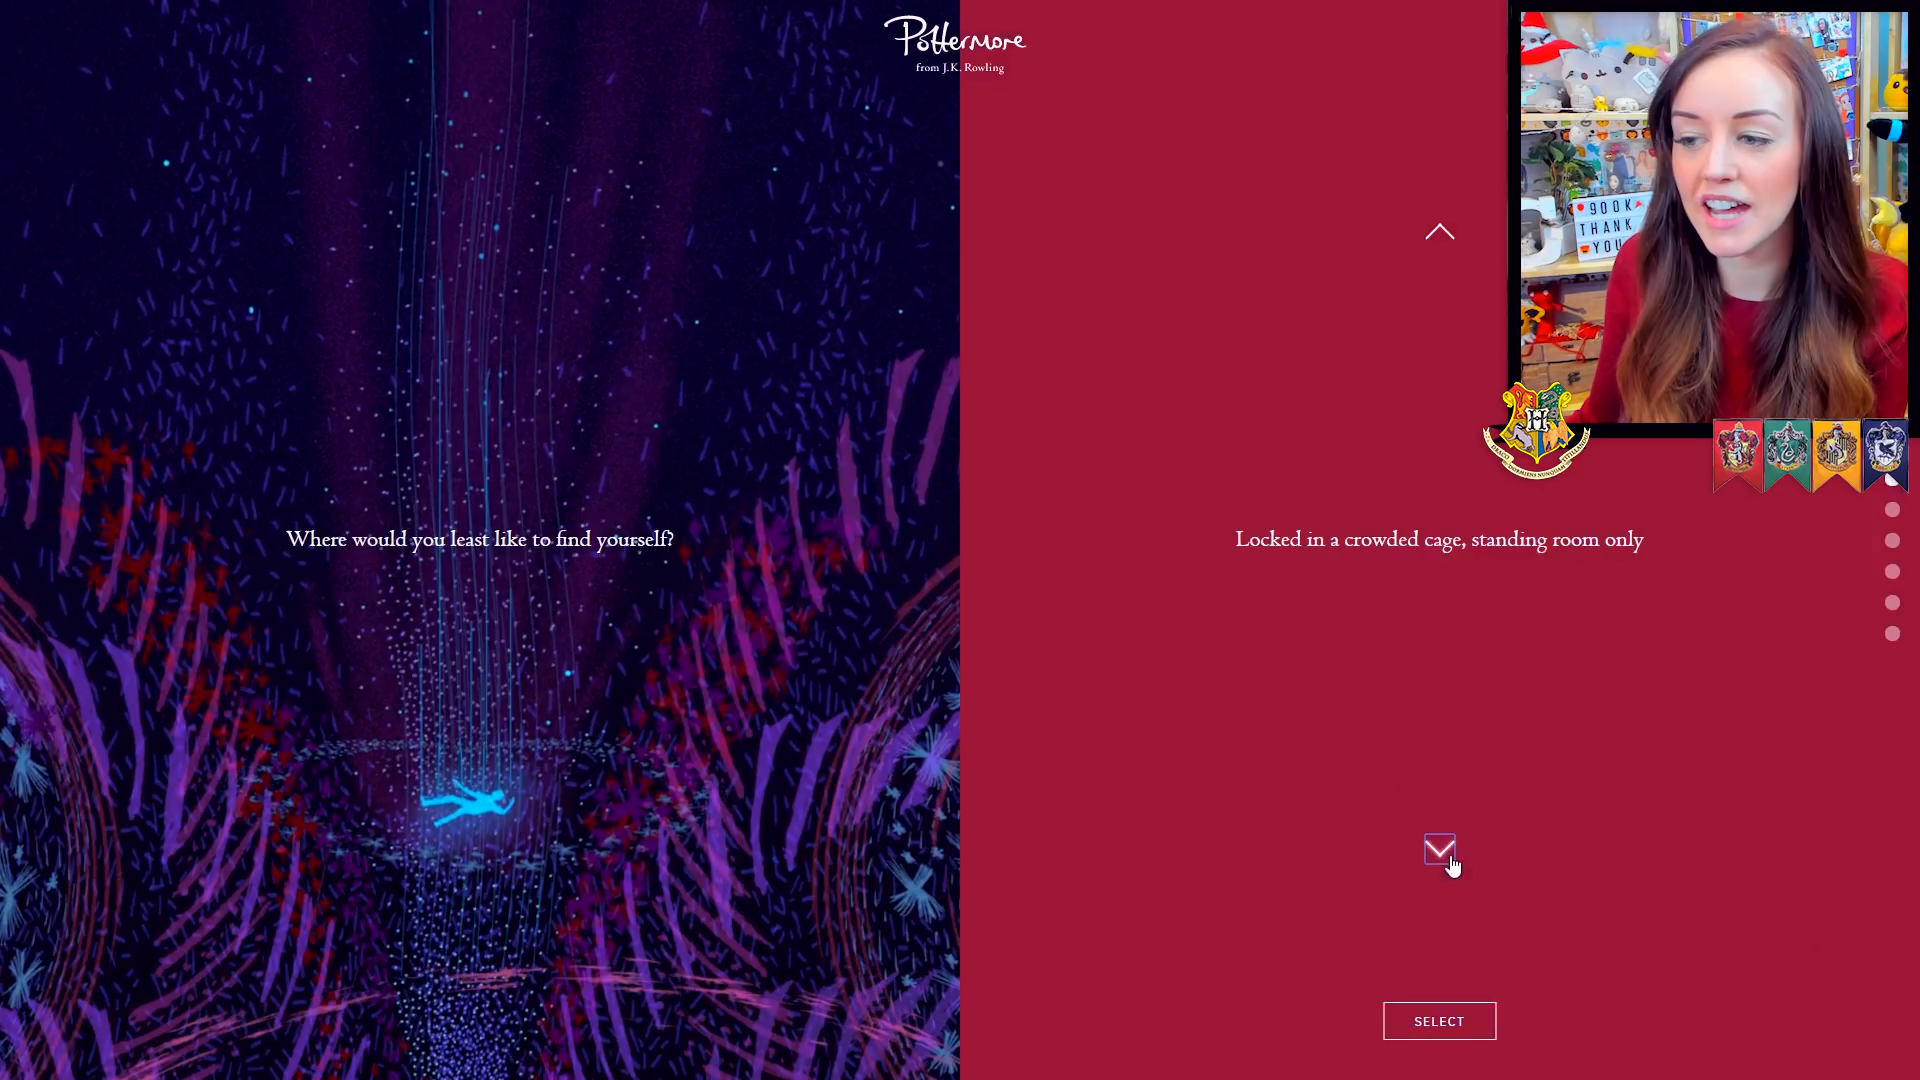 Pottermore
from J.K. Rowling
900K
THANK
YOU
Where would you least like to find yourself?
Locked in a crowded cage, standing room only
SELECT